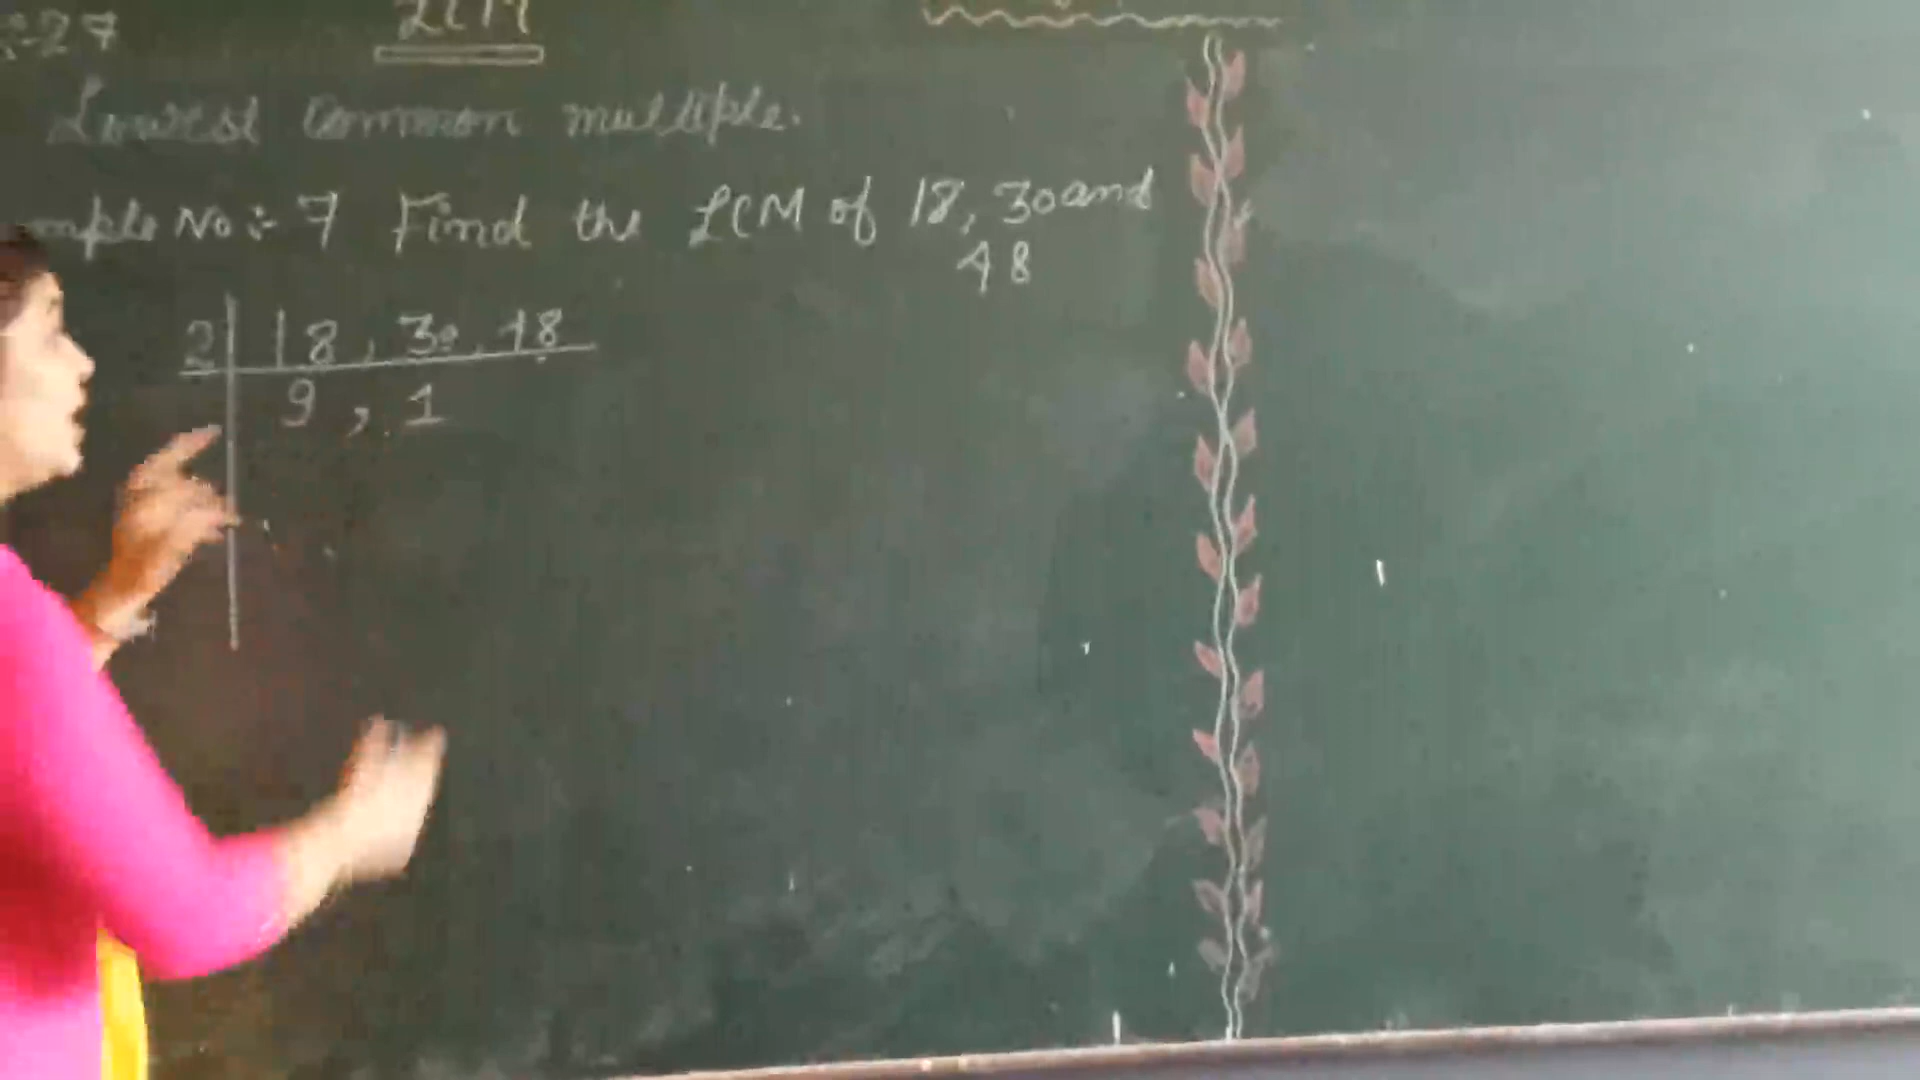 27 LCM
Lowest common multiple.
mple No :- 7 Find the LCM of 18, 30 and
48
2 18, 30, 48
9, 1